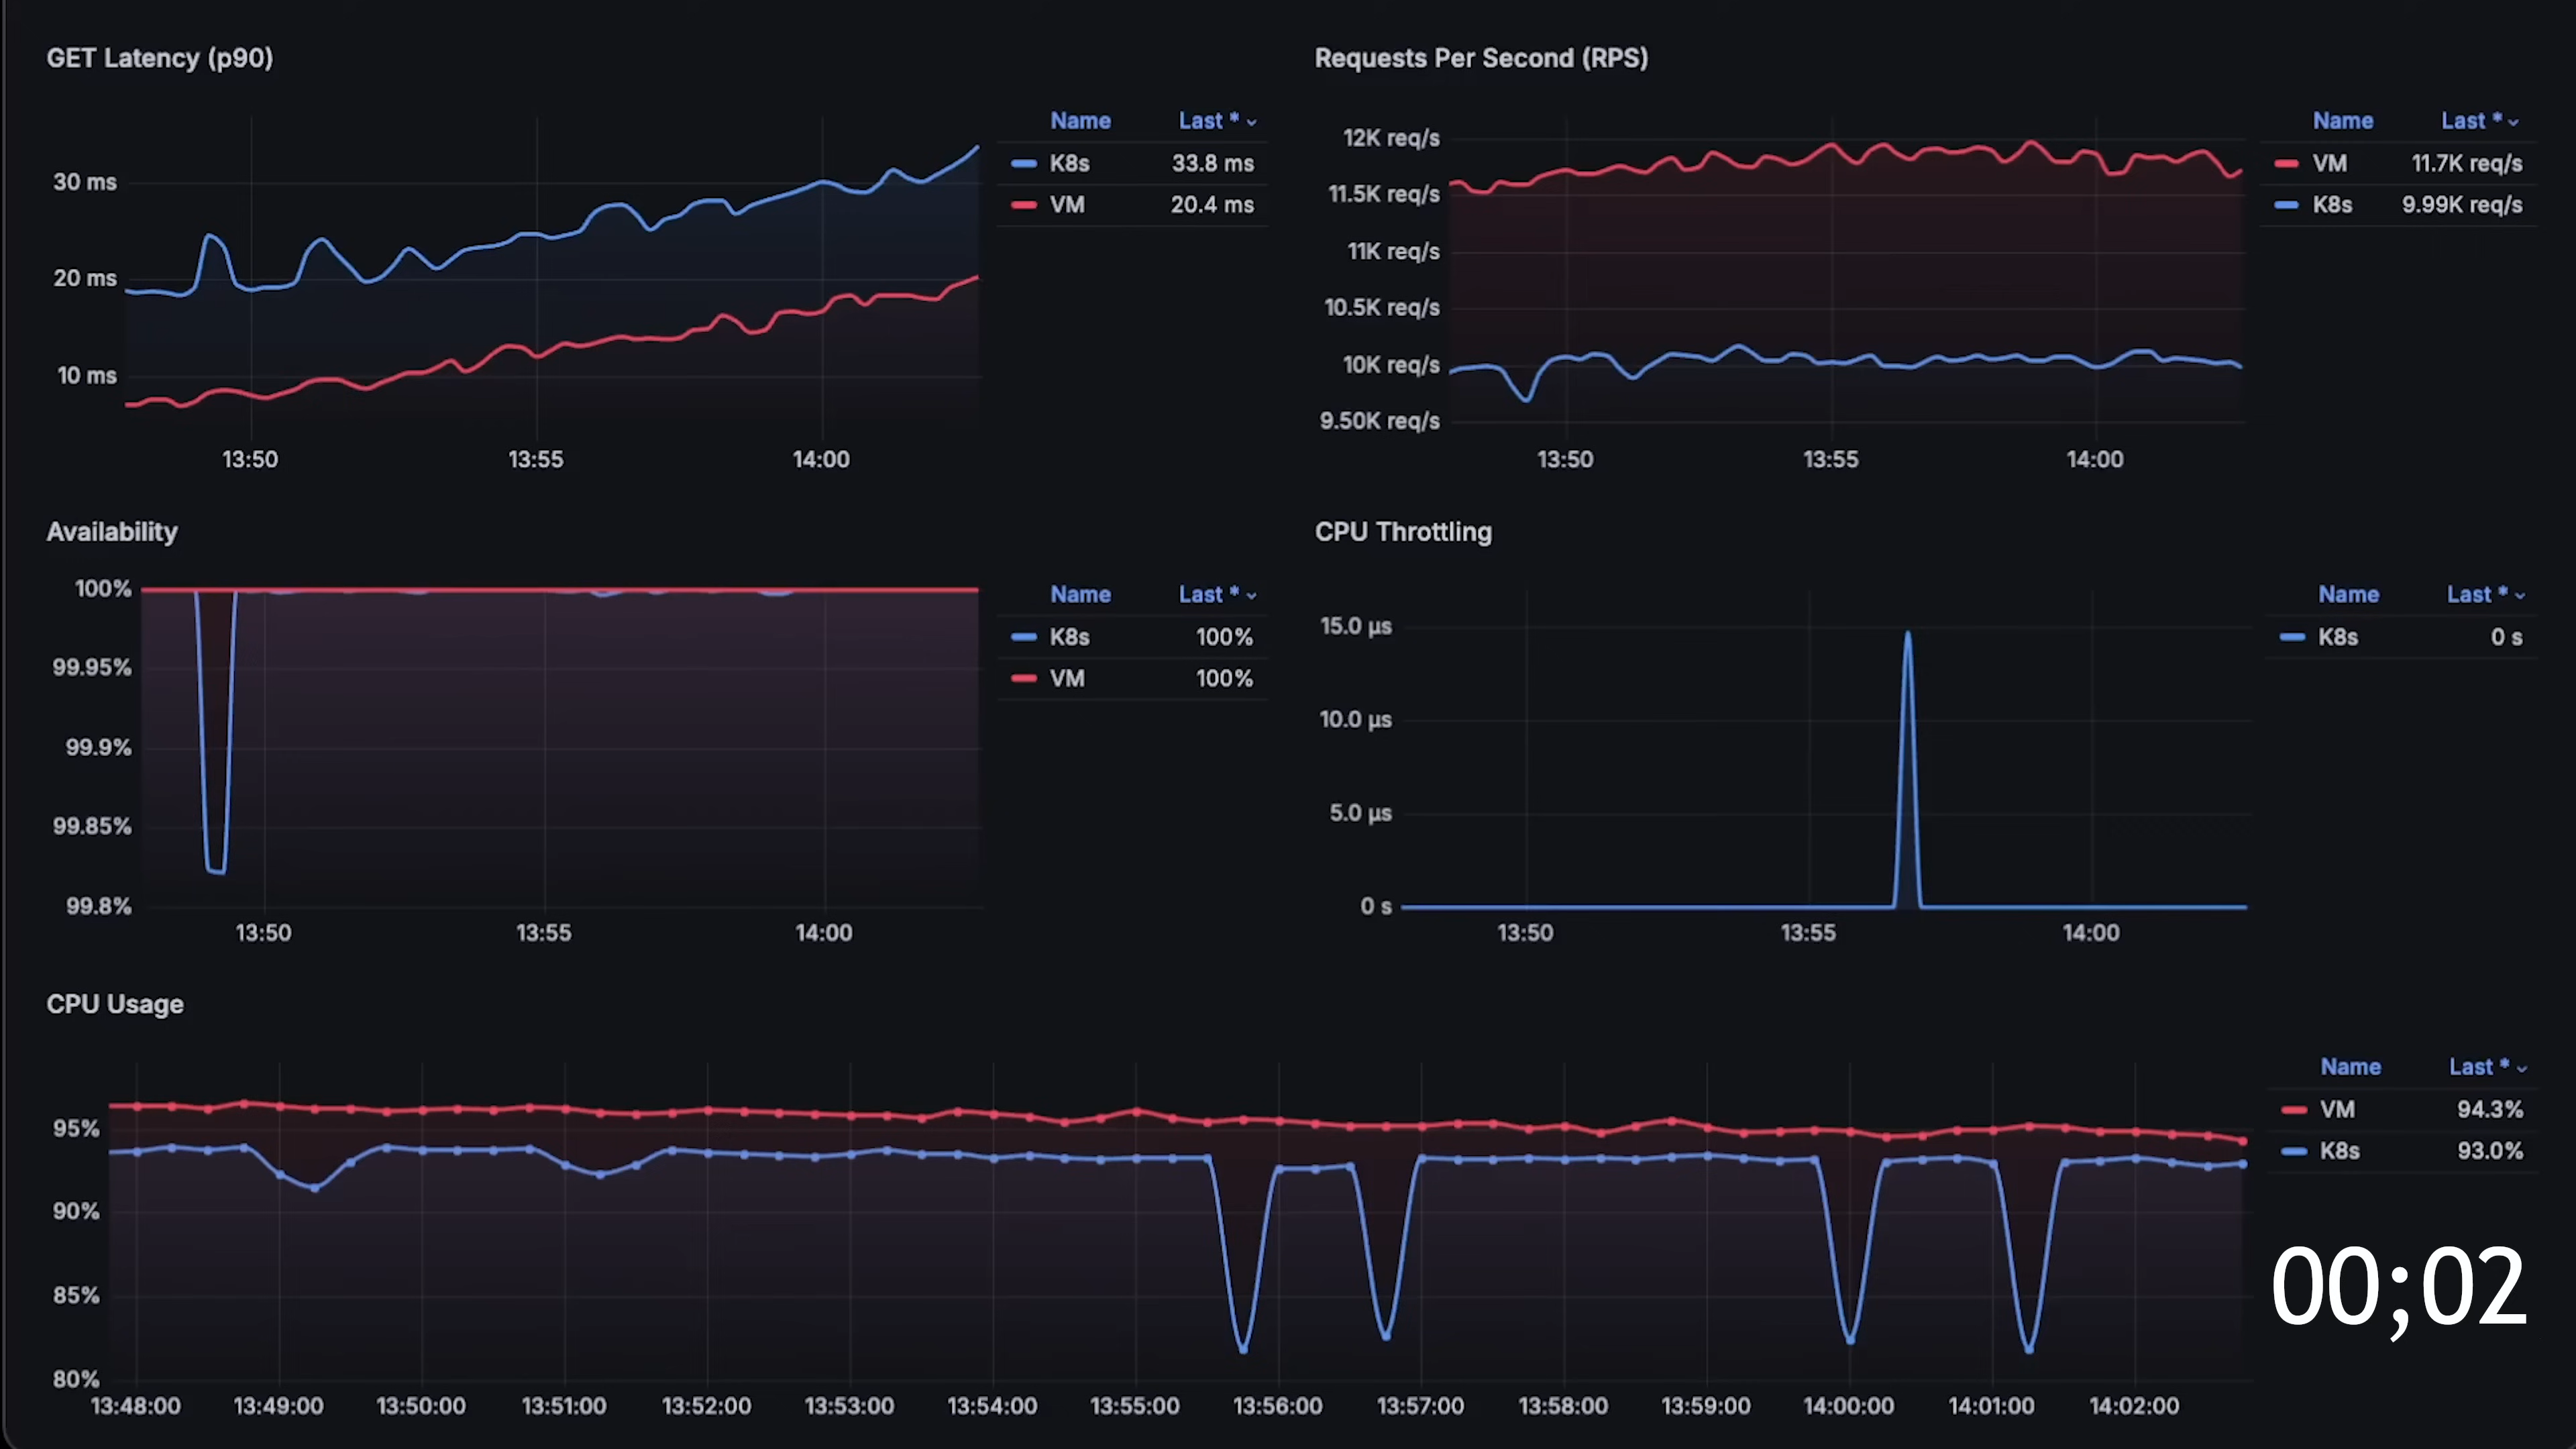 GET Latency (p90)
Name Last *
K8s 33.8 ms
VM 20.4 ms
30 ms
20 ms
10 ms
13:50 13:55 14:00
Requests Per Second (RPS)
Name Last *
VM 11.7K req/s
K8s 9.99K req/s
12K req/s
11.5K req/s
11K req/s
10.5K req/s
10K req/s
9.50K req/s
13:50 13:55 14:00
Availability
Name Last *
K8s 100%
VM 100%
100%
99.95%
99.9%
99.85%
99.8%
13:50 13:55 14:00
CPU Throttling
Name Last *
K8s 0 s
15.0 µs
10.0 µs
5.0 µs
0 s
13:50 13:55 14:00
CPU Usage
Name Last *
VM 94.3%
K8s 93.0%
95%
90%
85%
80%
13:48:00 13:49:00 13:50:00 13:51:00 13:52:00 13:53:00 13:54:00 13:55:00 13:56:00 13:57:00 13:58:00 13:59:00 14:00:00 14:01:00 14:02:00
00;02